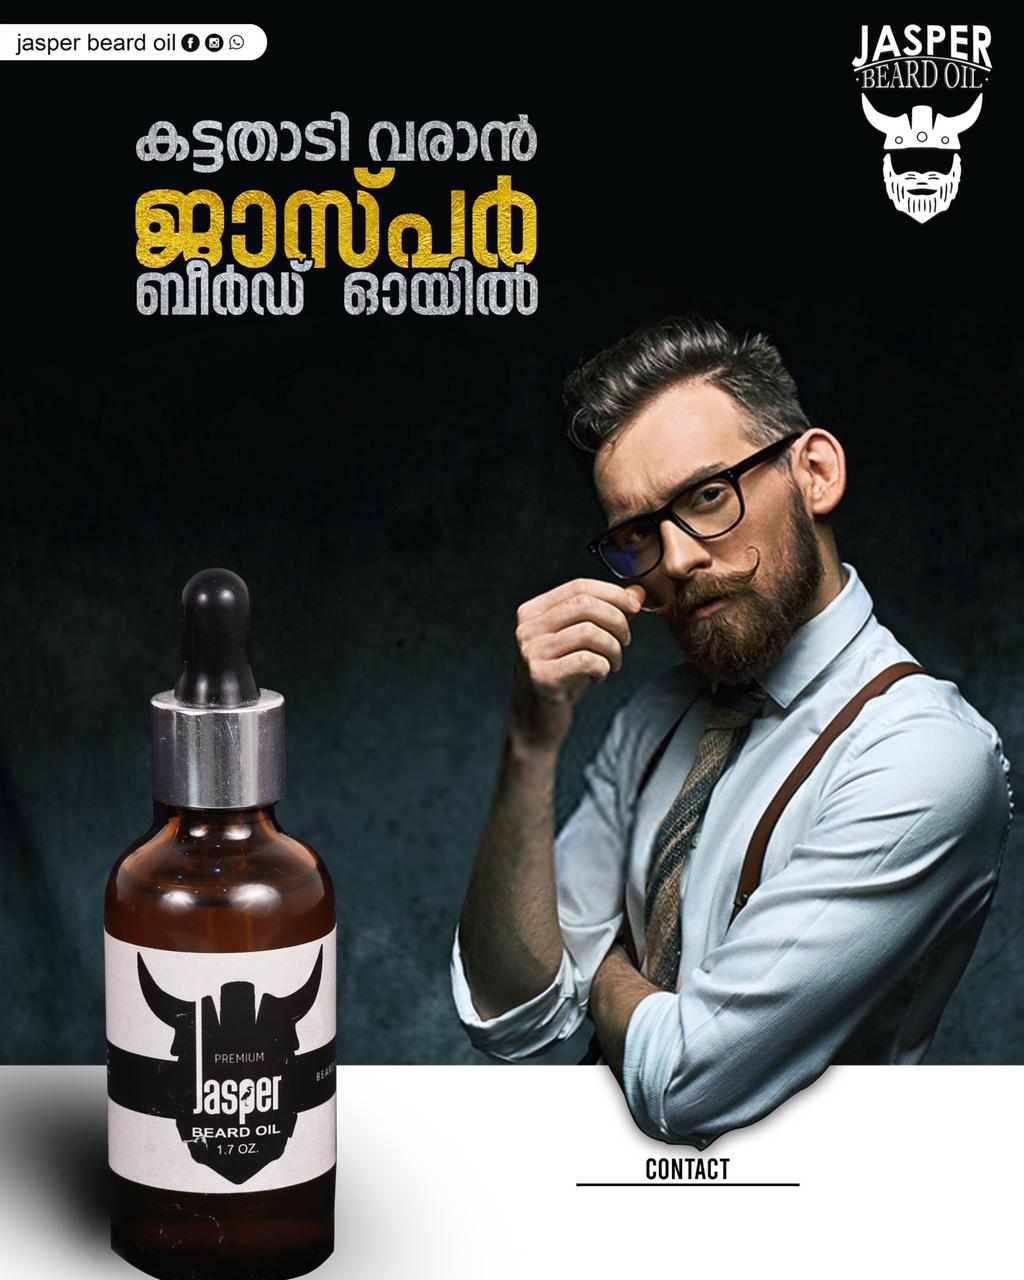 jasper beard oil
JASPER
BEARD OIL
കട്ടതാടി വരാൻ
ജാസ്പർ
ബീർഡ് ഓയിൽ
PREMIUM
Jasper
BEARD OIL
1.7 OZ.
CONTACT